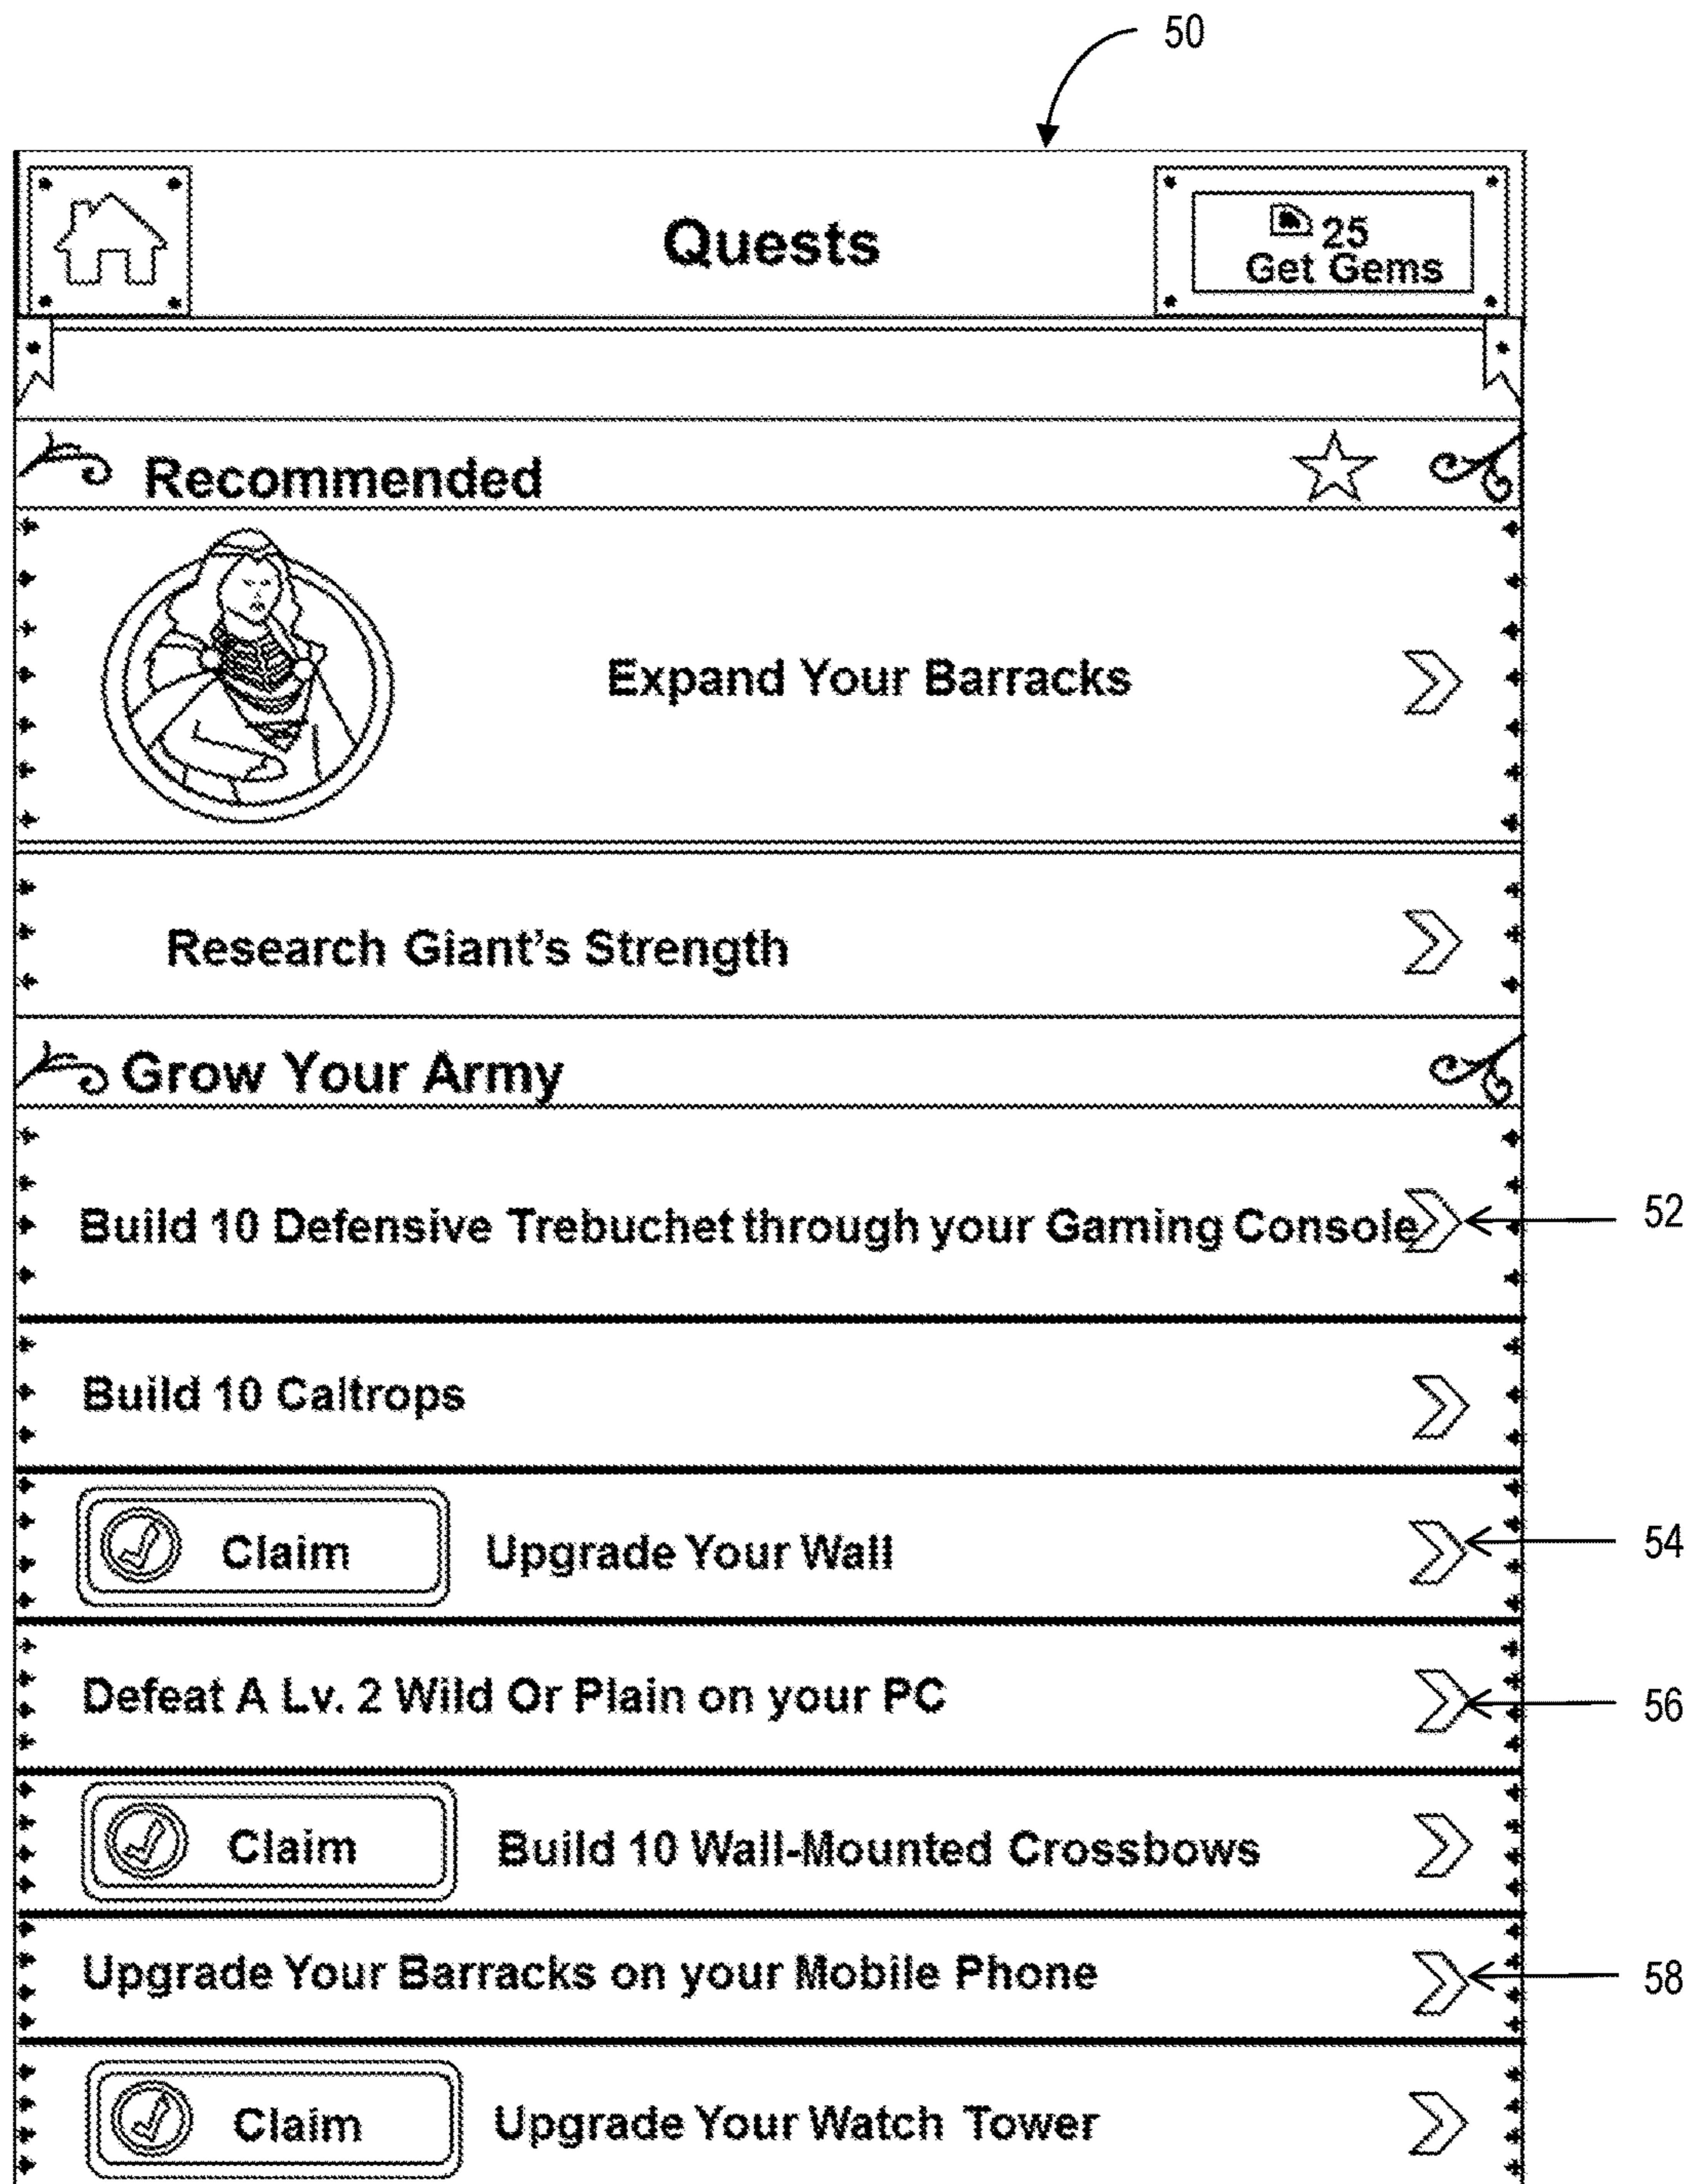 50
Quests
25
Get Gems
Recommended
Expand Your Barracks
Research Giant's Strength
Grow Your Army
Build 10 Defensive Trebuchet through your Gaming Console
52
Build 10 Caltrops
Claim Upgrade Your Wall
54
Defeat A Lv. 2 Wild Or Plain on your PC
56
Claim Build 10 Wall-Mounted Crossbows
Upgrade Your Barracks on your Mobile Phone
58
Claim Upgrade Your Watch Tower